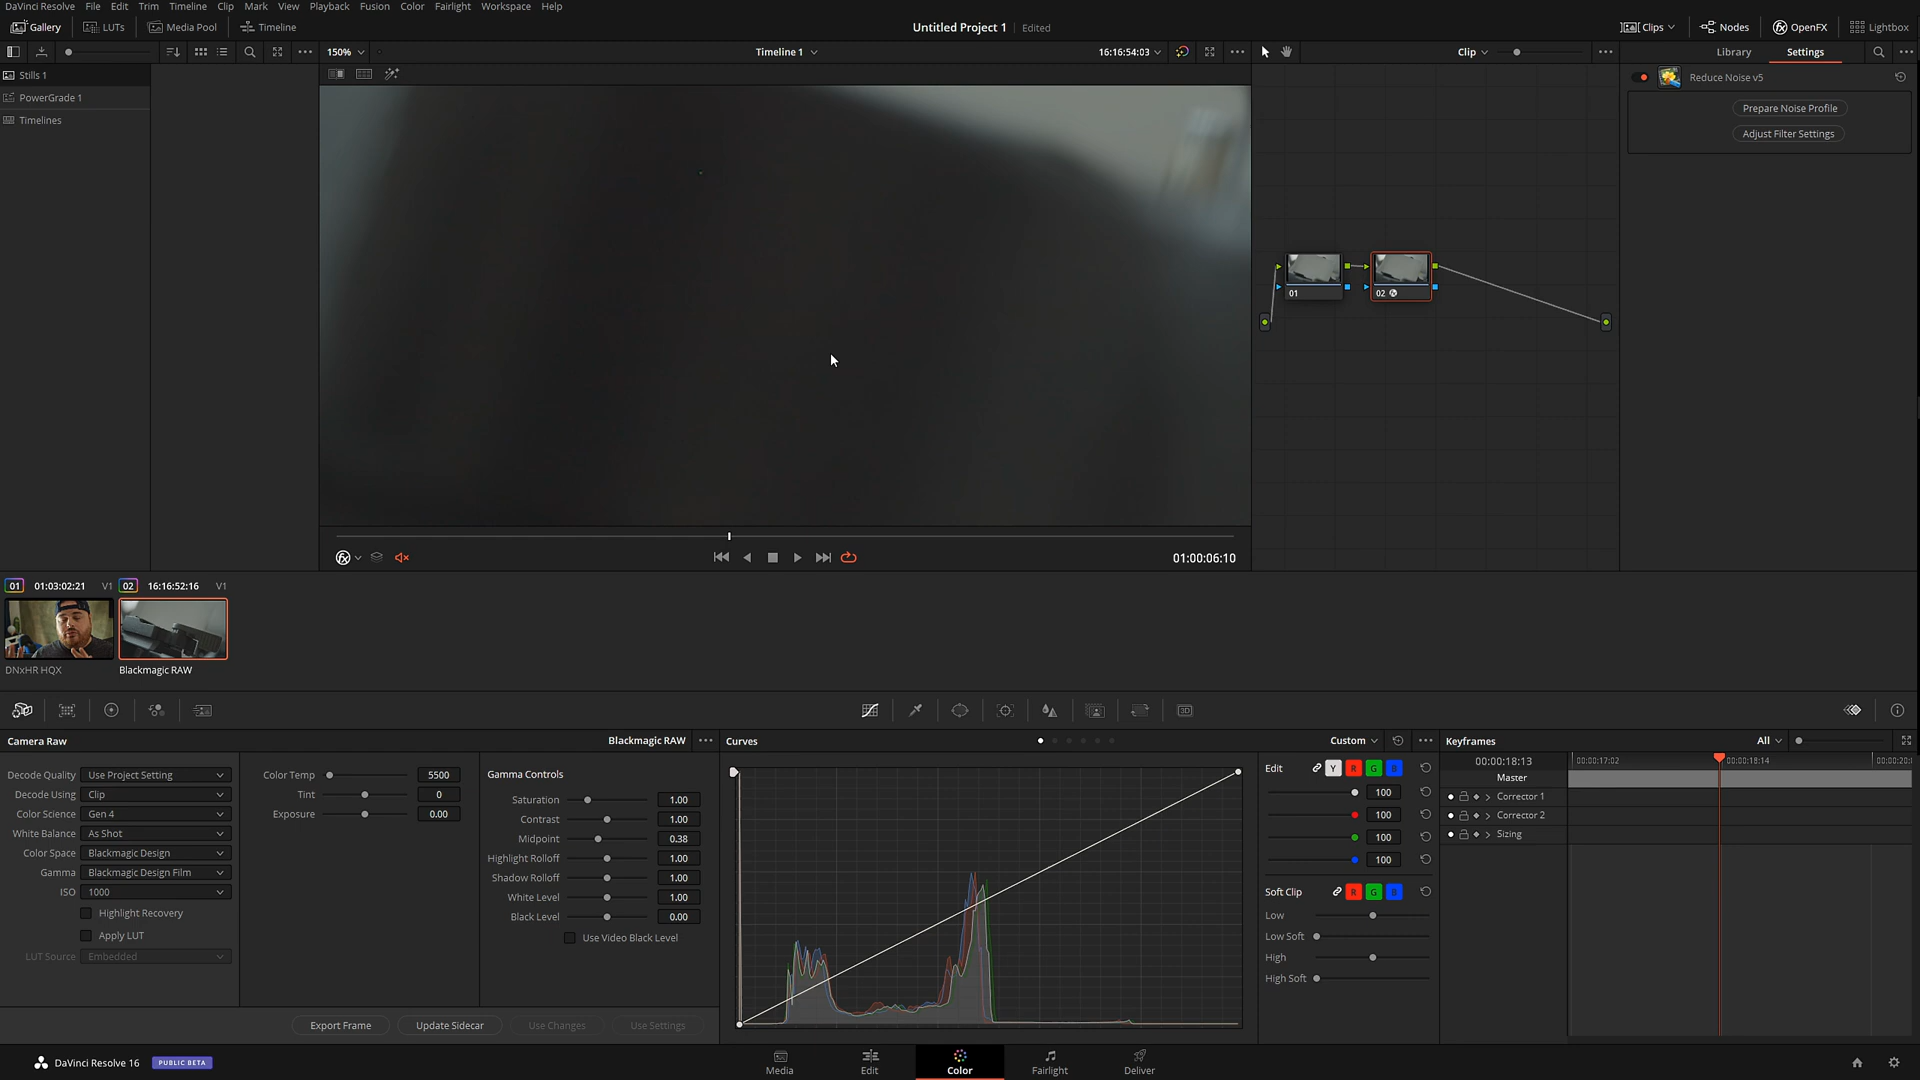 DaVinci Resolve File Edit Trim Timeline Clip Mark View Playback Fusion Color Fairlight Workspace Help
Gallery LUTs Media Pool Timeline Untitled Project 1 Edited Clips Nodes OpenFX Lightbox
150% Timeline 1 16:16:54:03 Clip Library Settings
Stills 1
PowerGrade 1
Timelines
Reduce Noise v5
Prepare Noise Profile
Adjust Filter Settings
01 02
01:00:06:10
01 01:03:02:21 V1 02 16:16:52:16 V1
DNxHR HQX Blackmagic RAW
3D
Camera Raw Blackmagic RAW Curves Custom Keyframes All
Decode Quality Use Project Setting
Decode Using Clip
Color Science Gen 4
White Balance As Shot
Color Space Blackmagic Design
Gamma Blackmagic Design Film
ISO 1000
Highlight Recovery
Apply LUT
LUT Source Embedded
Color Temp 5500
Tint 0
Exposure 0.00
Gamma Controls
Saturation 1.00
Contrast 1.00
Midpoint 0.38
Highlight Rolloff 1.00
Shadow Rolloff 1.00
White Level 1.00
Black Level 0.00
Use Video Black Level
Export Frame Update Sidecar Use Changes Use Settings
Edit Y R G B
100
100
100
100
Soft Clip R G B
Low
Low Soft
High
High Soft
00:00:18:13 00:00:17:02 00:00:18:14 00:00:20:
Master
Corrector 1
Corrector 2
Sizing
DaVinci Resolve 16 PUBLIC BETA Media Edit Color Fairlight Deliver